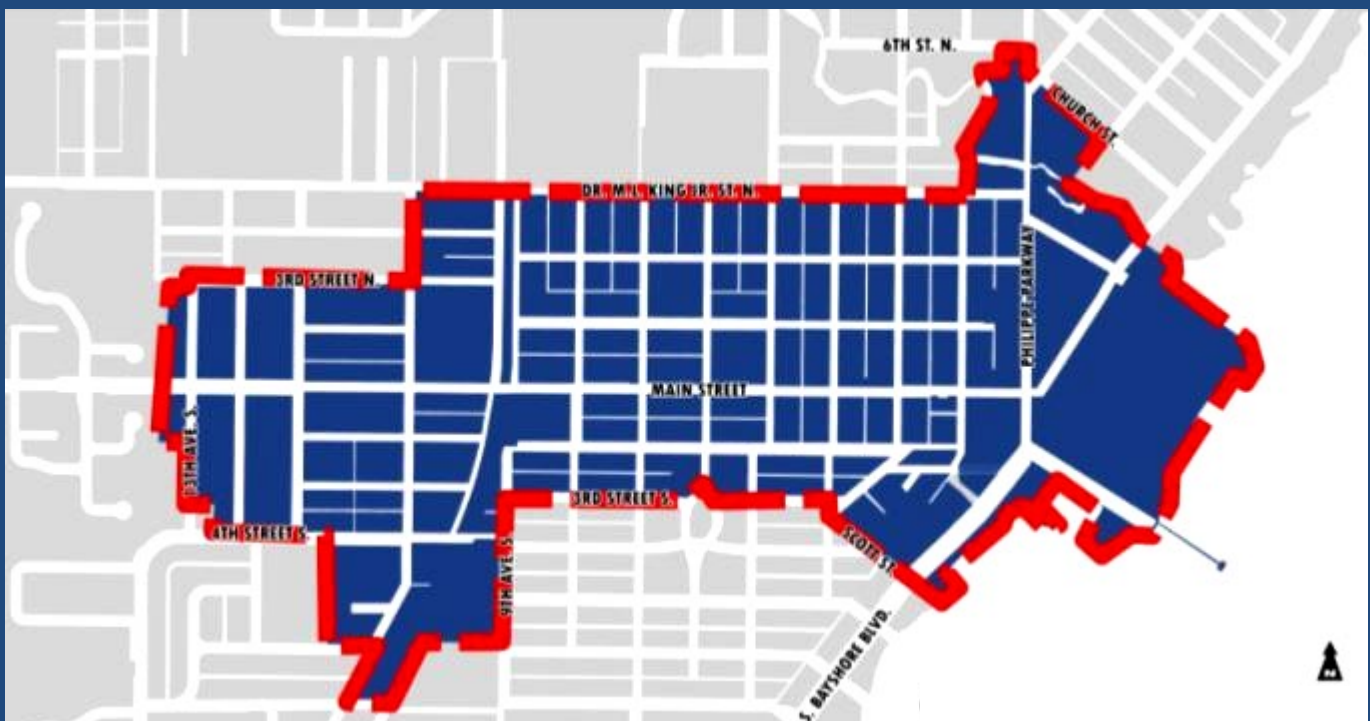 6TH ST. N.
CHURCH ST.
DR. M.L. KING JR. ST. N.
PHILIPPE PARKWAY
3RD STREET N.
MAIN STREET
13TH AVE. S.
3RD STREET S.
4TH STREET S.
SCOTT ST.
9TH AVE. S.
S. BAYSHORE BLVD.
N